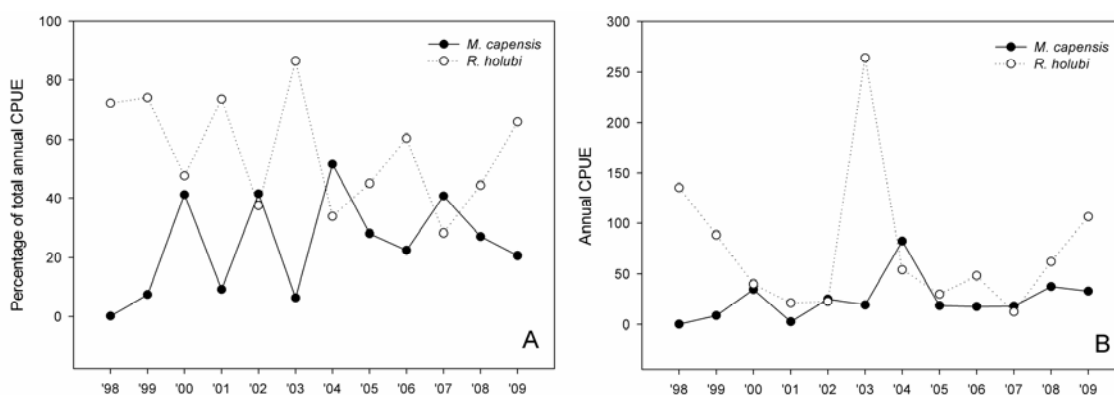 100
80
60
40
20
0
Percentage of total annual CPUE
M. capensis
R. holubi
A
'98 '99 '00 '01 '02 '03 '04 '05 '06 '07 '08 '09
300
250
200
150
100
50
0
Annual CPUE
M. capensis
R. holubi
B
'98 '99 '00 '01 '02 '03 '04 '05 '06 '07 '08 '09